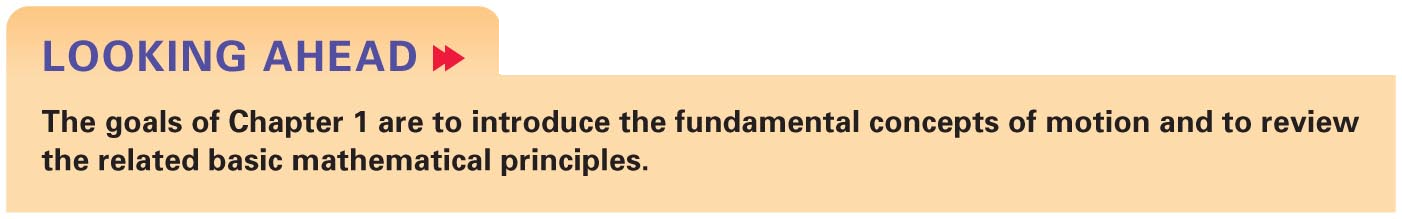 LOOKING AHEAD
The goals of Chapter 1 are to introduce the fundamental concepts of motion and to review
the related basic mathematical principles.